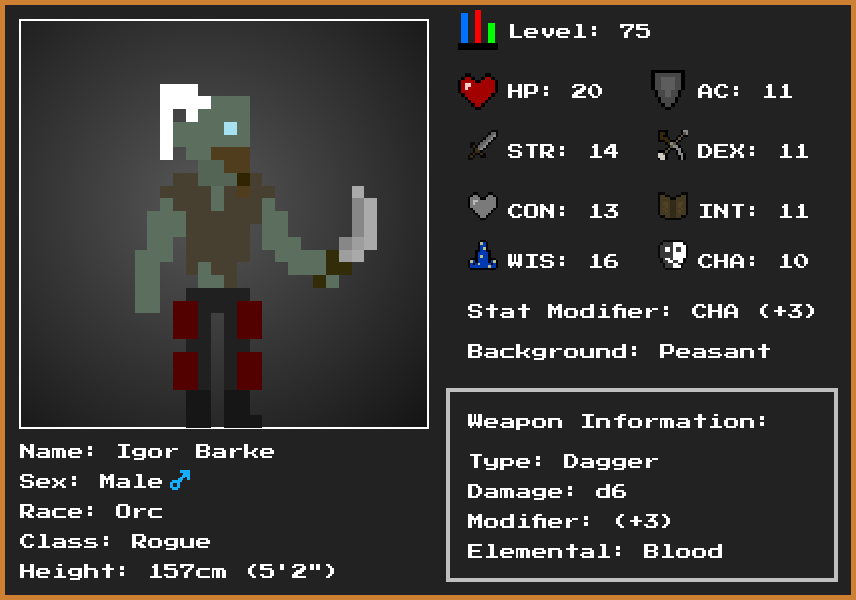 Level: 75
HP: 20
AC: 11
STR: 14
DEX: 11
CON: 13
INT: 11
WIS: 16
CHA: 10
Stat Modifier: CHA (+3)
Background: Peasant
Weapon Information:
Type: Dagger
Damage: d6
Modifier: (+3)
Elemental: Blood
Name: Igor Barke
Sex: Male ♂
Race: Orc
Class: Rogue
Height: 157cm (5'2")